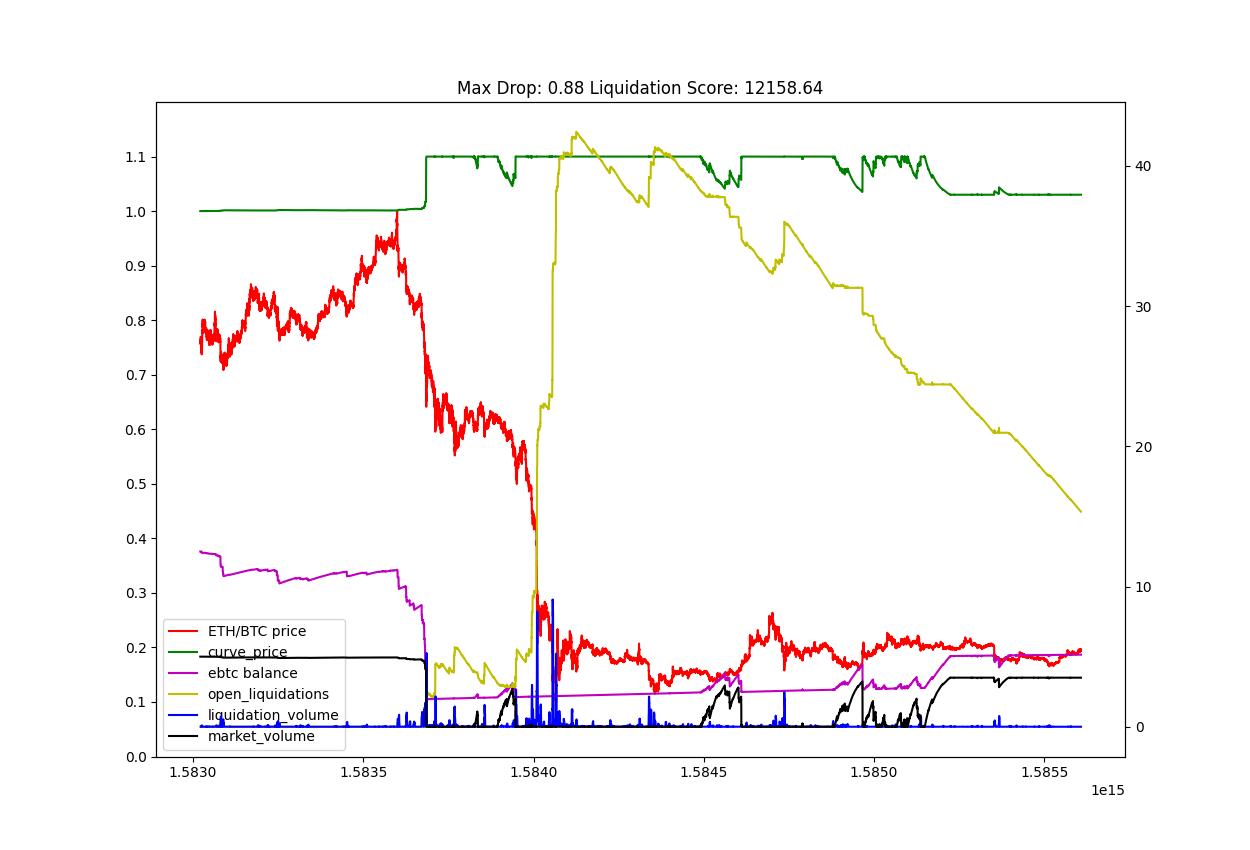 Max Drop: 0.88 Liquidation Score: 12158.64
1.1
1.0
0.9
0.8
0.7
0.6
0.5
0.4
0.3
0.2
0.1
0.0
40
30
20
10
0
ETH/BTC price
curve_price
ebtc balance
open_liquidations
liquidation_volume
market_volume
1.5830 1.5835 1.5840 1.5845 1.5850 1.5855
1e15